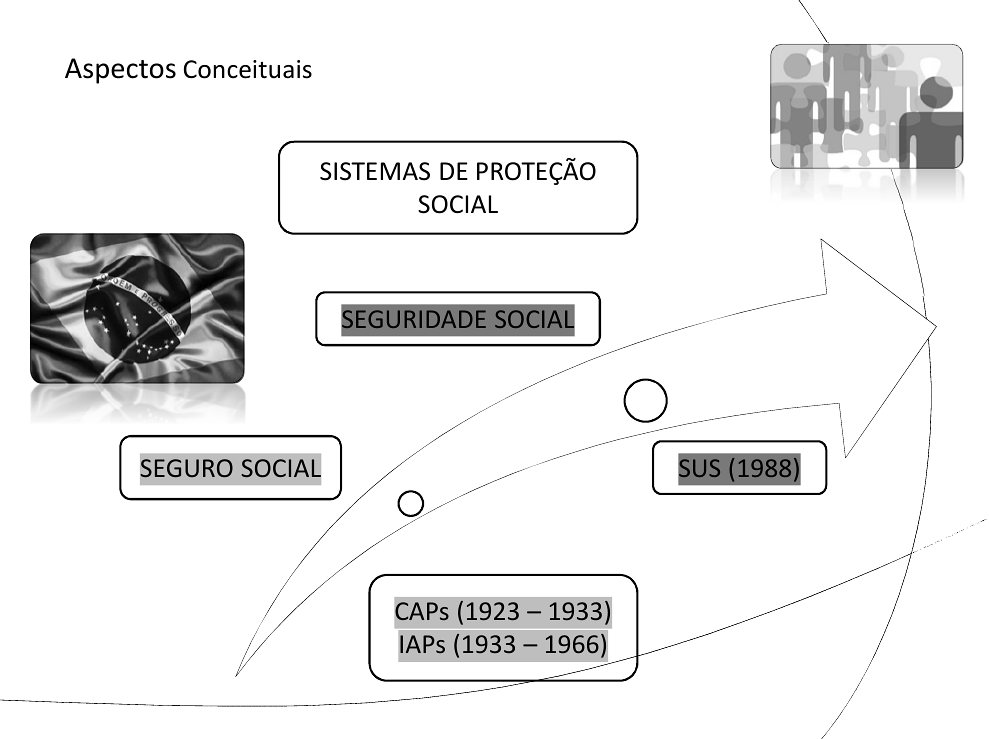 Aspectos Conceituais
SISTEMAS DE PROTEÇÃO
SOCIAL
SEGURIDADE SOCIAL
SEGURO SOCIAL
SUS (1988)
CAPs (1923 – 1933)
IAPs (1933 – 1966)